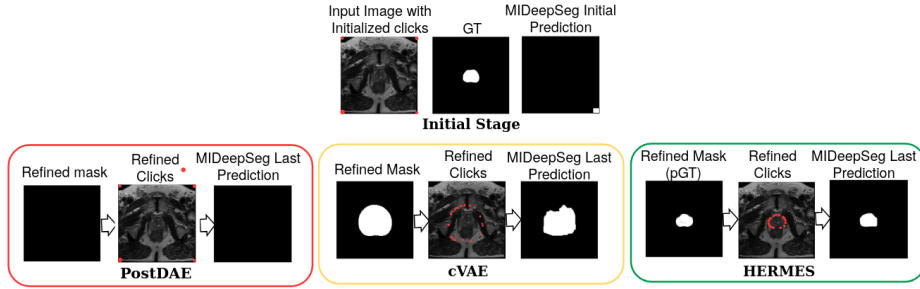 Input Image with
Initialized clicks
GT
MIDeepSeg Initial
Prediction
Initial Stage
Refined mask
Refined
Clicks
MIDeepSeg Last
Prediction
PostDAE
Refined Mask
Refined
Clicks
MIDeepSeg Last
Prediction
cVAE
Refined Mask
(pGT)
Refined
Clicks
MIDeepSeg Last
Prediction
HERMES